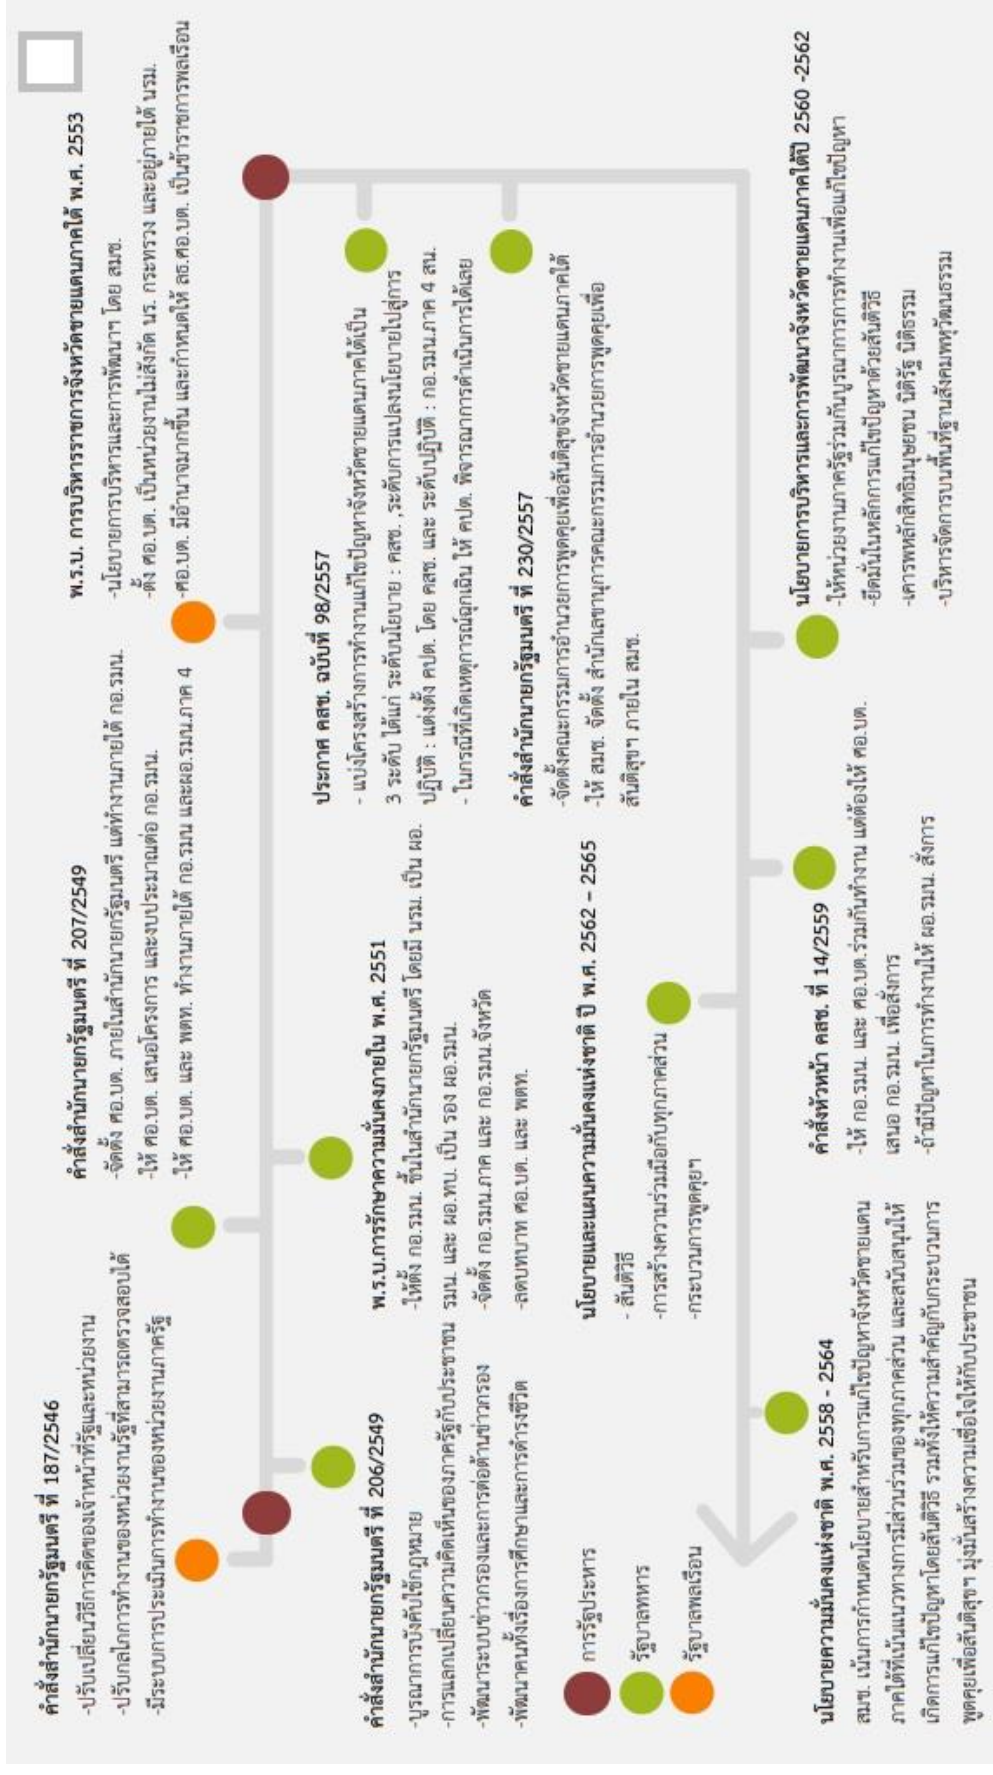 คำสั่งสำนักนายกรัฐมนตรี ที่ 187/2546
-ปรับเปลี่ยนวิธีการคิดของเจ้าหน้าที่รัฐและหน่วยงาน
-ปรับกลไกการทำงานของหน่วยงานรัฐที่สามารถตรวจสอบได้
-มีระบบการประเมินการทำงานของหน่วยงานภาครัฐ
คำสั่งสำนักนายกรัฐมนตรี ที่ 207/2549
-จัดตั้ง ศอ.บต. ภายในสำนักนายกรัฐมนตรี แต่ทำงานภายใต้ กอ.รมน.
-ให้ ศอ.บต. เสนอโครงการ และงบประมาณต่อ กอ.รมน.
-ให้ ศอ.บต. และ พตท. ทำงานภายใต้ กอ.รมน และผอ.รมน.ภาค 4
พ.ร.บ. การบริหารราชการจังหวัดชายแดนภาคใต้ พ.ศ. 2553
-นโยบายการบริหารและการพัฒนาฯ โดย สมช.
-ตั้ง ศอ.บต. เป็นหน่วยงานไม่สังกัด นร. กระทรวง และอยู่ภายใต้ นรม.
-ศอ.บต. มีอำนาจมากขึ้น และกำหนดให้ ลธ.ศอ.บต. เป็นข้าราชการพลเรือน
คำสั่งสำนักนายกรัฐมนตรี ที่ 206/2549
-บูรณาการบังคับใช้กฎหมาย
-การแลกเปลี่ยนความคิดเห็นของภาครัฐกับประชาชน
-พัฒนาระบบข่าวกรองและการต่อต้านข่าวกรอง
-พัฒนาคนทั้งเรื่องการศึกษาและการดำรงชีวิต
พ.ร.บ.การรักษาความมั่นคงภายใน พ.ศ. 2551
-ให้ตั้ง กอ.รมน. ขึ้นในสำนักนายกรัฐมนตรี โดยมี นรม. เป็น ผอ.
รมน. และ ผอ.ทบ. เป็น รอง ผอ.รมน.
-จัดตั้ง กอ.รมน.ภาค และ กอ.รมน.จังหวัด
-ลดบทบาท ศอ.บต. และ พตท.
ประกาศ คสช. ฉบับที่ 98/2557
- แบ่งโครงสร้างการทำงานแก้ไขปัญหาจังหวัดชายแดนภาคใต้เป็น
3 ระดับ ได้แก่ ระดับนโยบาย : คสช. ,ระดับการแปลงนโยบายไปสู่การ
ปฏิบัติ : แต่งตั้ง คปต. โดย คสช. และ ระดับปฏิบัติ : กอ.รมน.ภาค 4 สน.
- ในกรณีที่เกิดเหตุการณ์ฉุกเฉิน ให้ คปต. พิจารณาการดำเนินการได้เลย
คำสั่งสำนักนายกรัฐมนตรี ที่ 230/2557
-จัดตั้งคณะกรรมการอำนวยการพูดคุยเพื่อสันติสุขจังหวัดชายแดนภาคใต้
-ให้ สมช. จัดตั้ง สำนักเลขานุการคณะกรรมการอำนวยการพูดคุยเพื่อ
สันติสุขฯ ภายใน สมช.
นโยบายและแผนความมั่นคงแห่งชาติ ปี พ.ศ. 2562 – 2565
- สันติวิธี
-การสร้างความร่วมมือกับทุกภาคส่วน
-กระบวนการพูดคุยฯ
การรัฐประหาร
รัฐบาลทหาร
รัฐบาลพลเรือน
นโยบายความมั่นคงแห่งชาติ พ.ศ. 2558 - 2564
สมช. เน้นการกำหนดนโยบายสำหรับการแก้ไขปัญหาจังหวัดชายแดน
ภาคใต้ที่เน้นแนวทางการมีส่วนร่วมของทุกภาคส่วน และสนับสนุนให้
เกิดการแก้ไขปัญหาโดยสันติวิธี รวมทั้งให้ความสำคัญกับกระบวนการ
พูดคุยเพื่อสันติสุขฯ มุ่งมั่นสร้างความเชื่อใจให้กับประชาชน
คำสั่งหัวหน้า คสช. ที่ 14/2559
-ให้ กอ.รมน. และ ศอ.บต.ร่วมกันทำงาน แต่ต้องให้ ศอ.บต.
เสนอ กอ.รมน. เพื่อสั่งการ
-ถ้ามีปัญหาในการทำงานให้ ผอ.รมน. สั่งการ
นโยบายการบริหารและการพัฒนาจังหวัดชายแดนภาคใต้ปี 2560 -2562
-ให้หน่วยงานภาครัฐร่วมกันบูรณาการการทำงานเพื่อแก้ไขปัญหา
-ยึดมั่นในหลักการแก้ไขปัญหาด้วยสันติวิธี
-เคารพหลักสิทธิมนุษยชน นิติรัฐ นิติธรรม
-บริหารจัดการบนพื้นที่ฐานสังคมพหุวัฒนธรรม